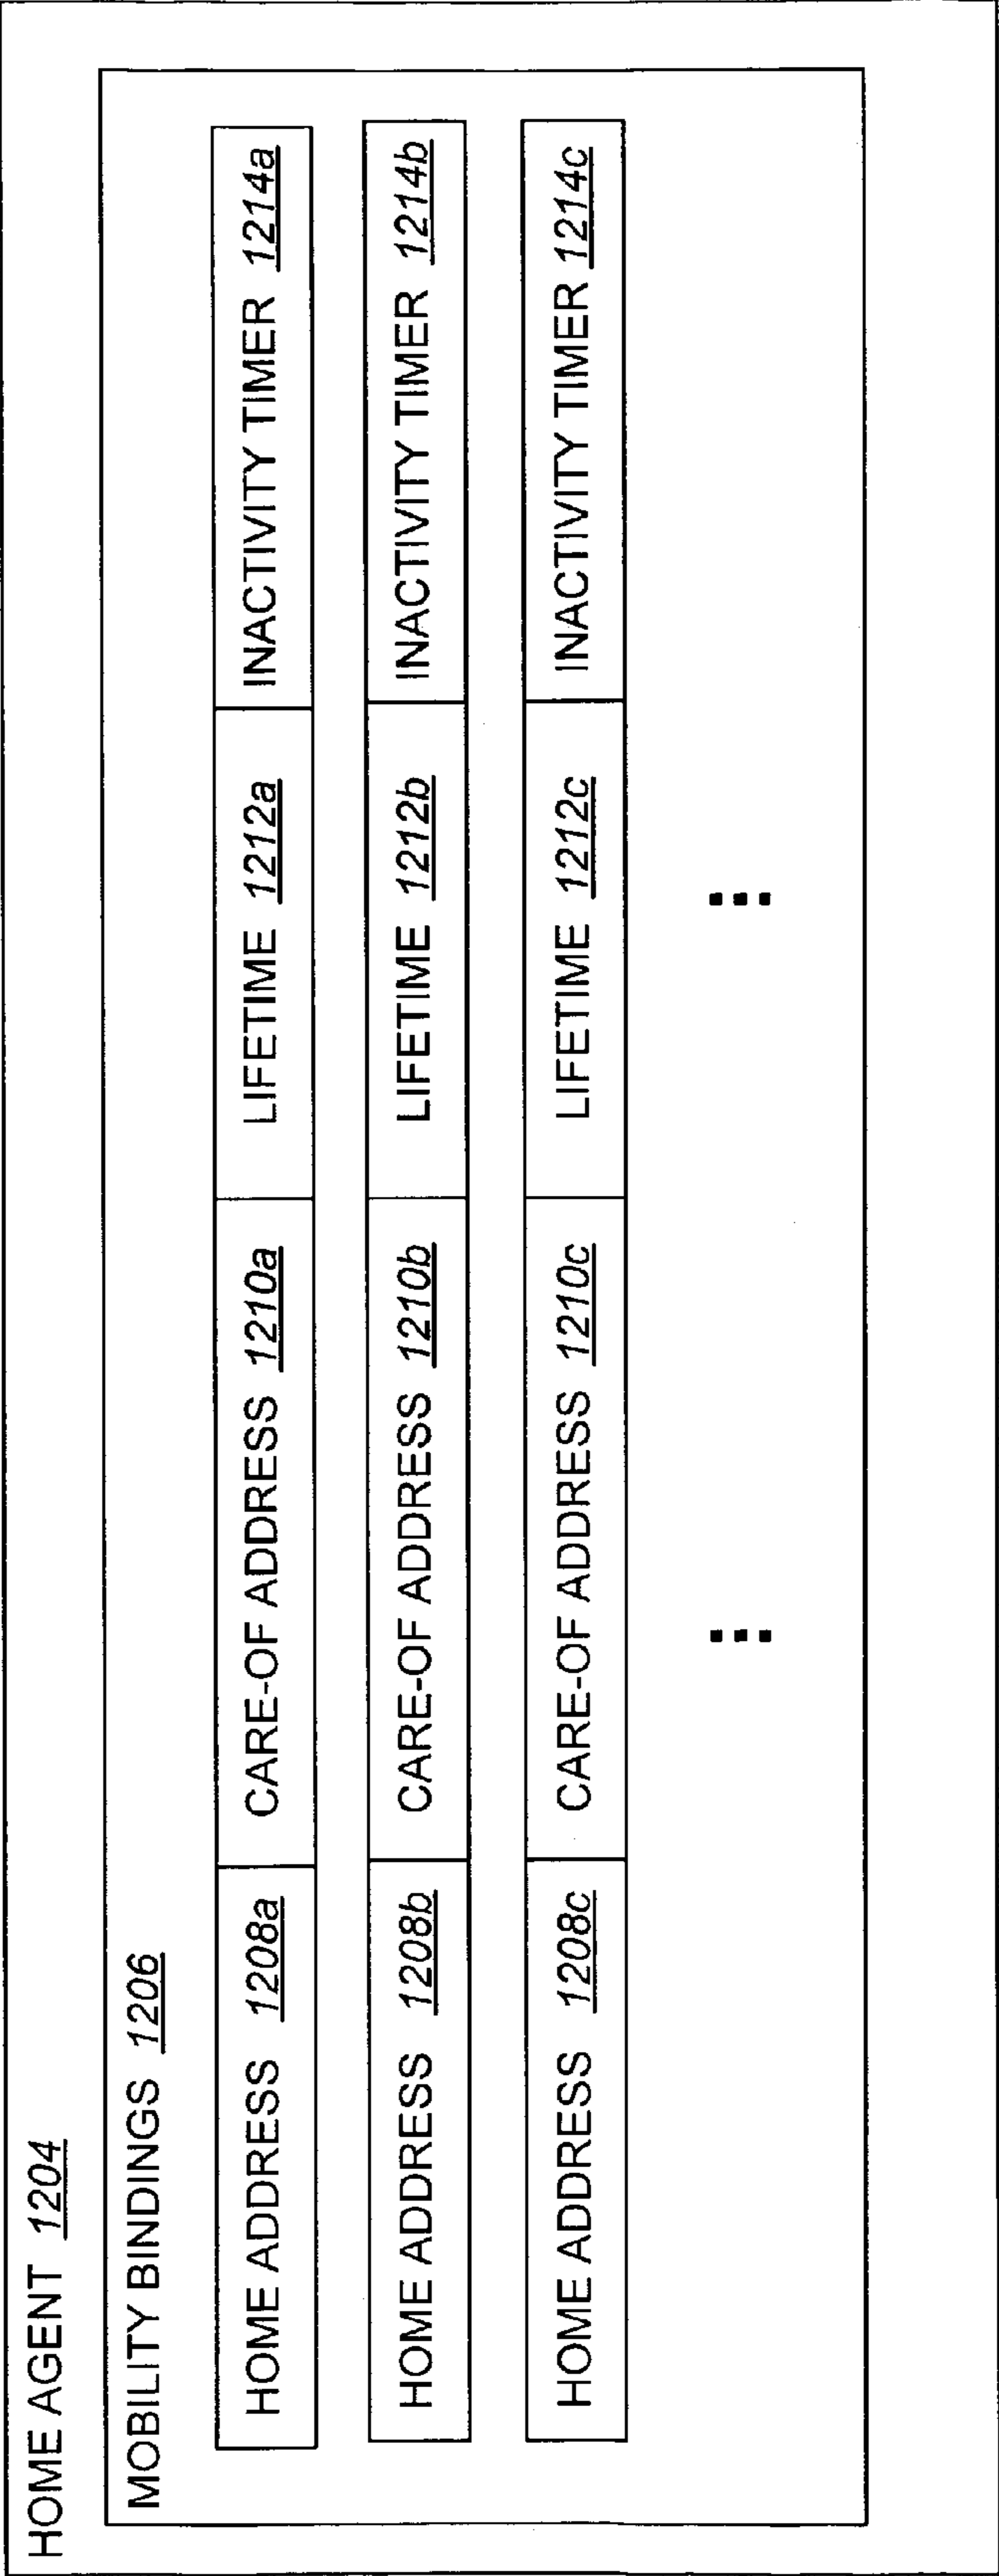 HOME AGENT 1204
MOBILITY BINDINGS 1206
HOME ADDRESS 1208a CARE-OF ADDRESS 1210a LIFETIME 1212a INACTIVITY TIMER 1214a
HOME ADDRESS 1208b CARE-OF ADDRESS 1210b LIFETIME 1212b INACTIVITY TIMER 1214b
HOME ADDRESS 1208c CARE-OF ADDRESS 1210c LIFETIME 1212c INACTIVITY TIMER 1214c